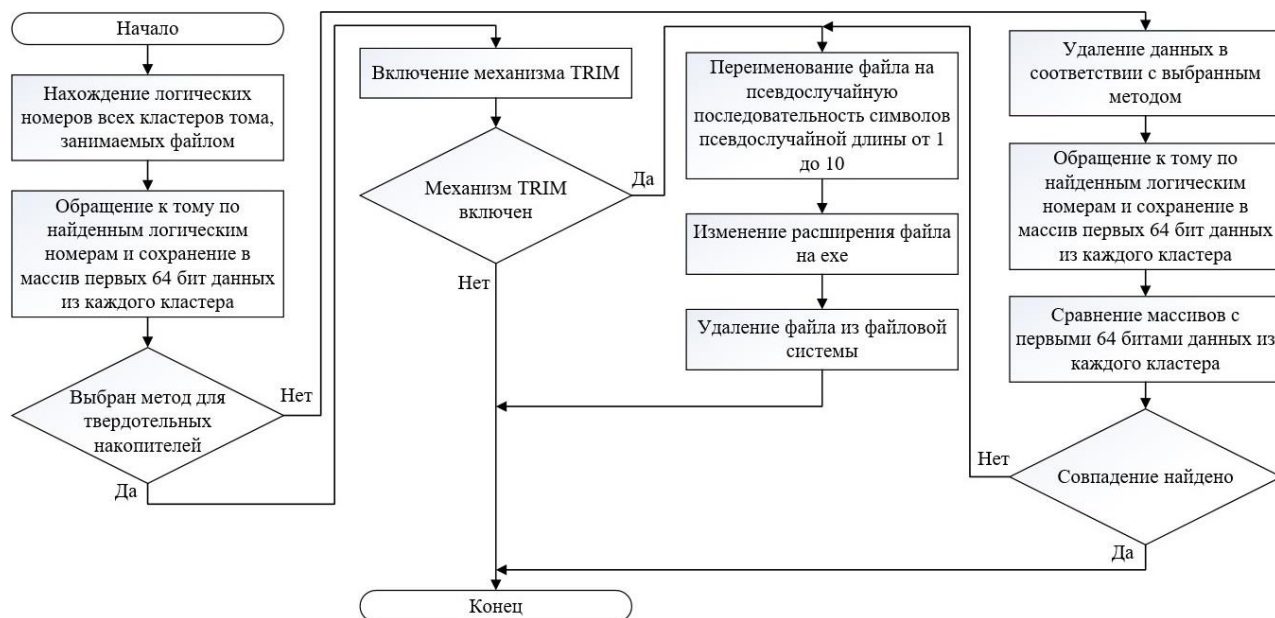 Начало
Нахождение логических
номеров всех кластеров тома,
занимаемых файлом
Обращение к тому по
найденным логическим
номерам и сохранение в
массив первых 64 бит данных
из каждого кластера
Выбран метод для
твердотельных
накопителей
Нет
Да
Включение механизма TRIM
Механизм TRIM
включен
Да
Нет
Переименование файла на
псевдослучайную
последовательность символов
псевдослучайной длины от 1
до 10
Изменение расширения файла
на exe
Удаление файла из файловой
системы
Удаление данных в
соответствии с выбранным
методом
Обращение к тому по
найденным логическим
номерам и сохранение в
массив первых 64 бит данных
из каждого кластера
Сравнение массивов с
первыми 64 битами данных из
каждого кластера
Нет
Совпадение найдено
Да
Конец